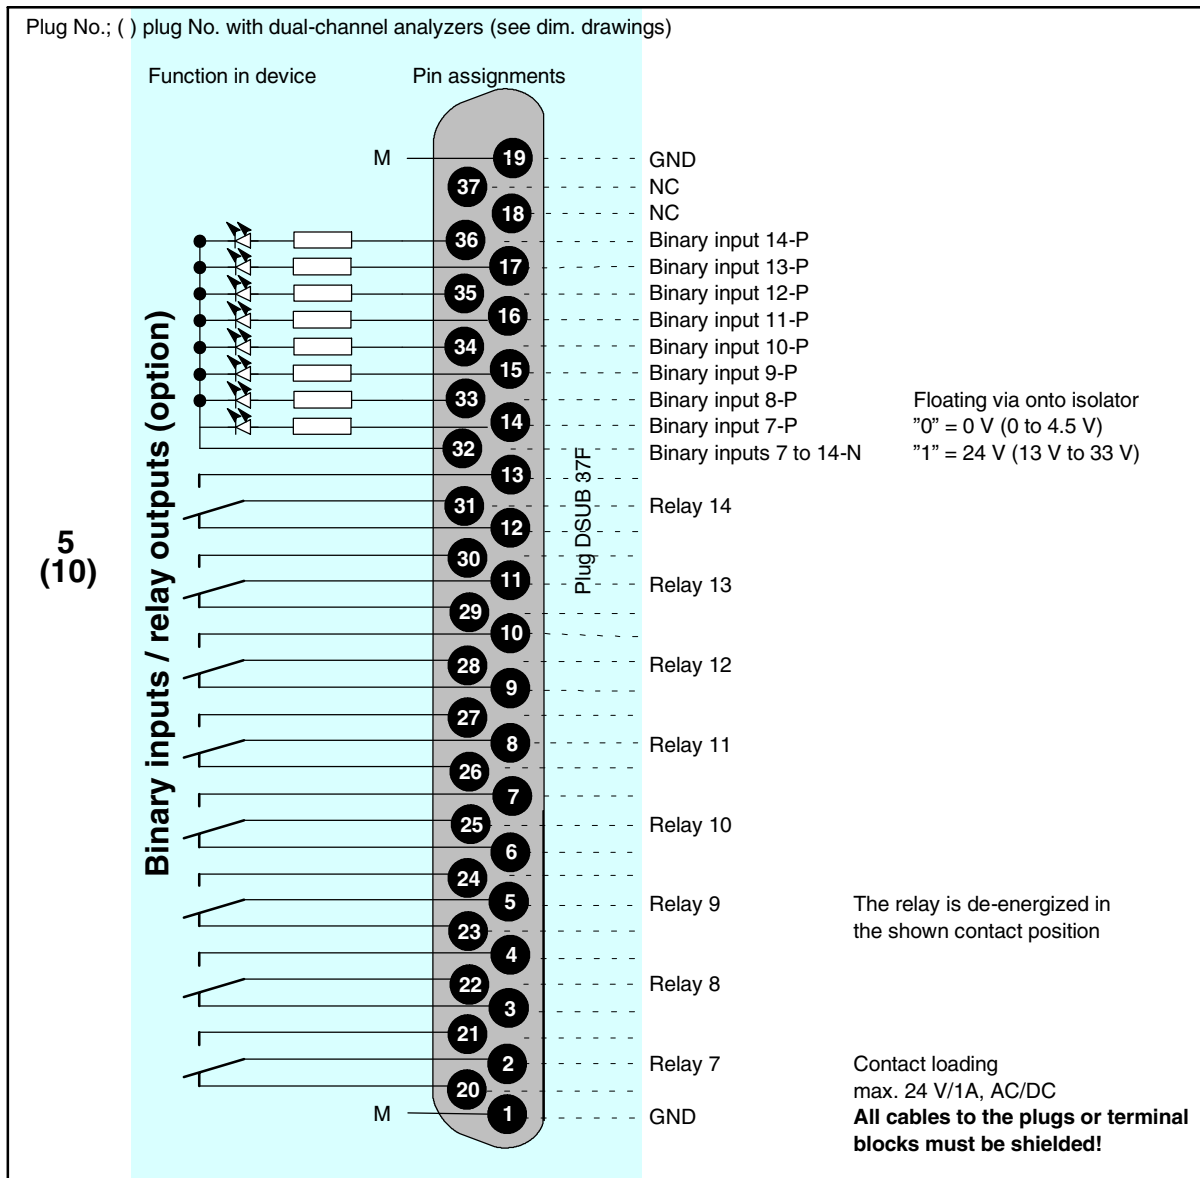 Plug No.; ( ) plug No. with dual-channel analyzers (see dim. drawings)
Function in device
Pin assignments
M
19
GND
37
NC
18
NC
36
Binary input 14-P
17
Binary input 13-P
35
Binary input 12-P
16
Binary input 11-P
34
Binary input 10-P
15
Binary input 9-P
33
Binary input 8-P
Floating via onto isolator
14
Binary input 7-P
"0" = 0 V (0 to 4.5 V)
32
Binary inputs 7 to 14-N
"1" = 24 V (13 V to 33 V)
13
31
Relay 14
12
Plug DSUB 37F
5
(10)
Binary inputs / relay outputs (option)
30
11
Relay 13
29
10
28
Relay 12
9
27
8
Relay 11
26
7
25
Relay 10
6
24
5
Relay 9
The relay is de-energized in
23
the shown contact position
4
22
Relay 8
3
21
2
Relay 7
Contact loading
20
max. 24 V/1A, AC/DC
M
1
GND
All cables to the plugs or terminal
blocks must be shielded!